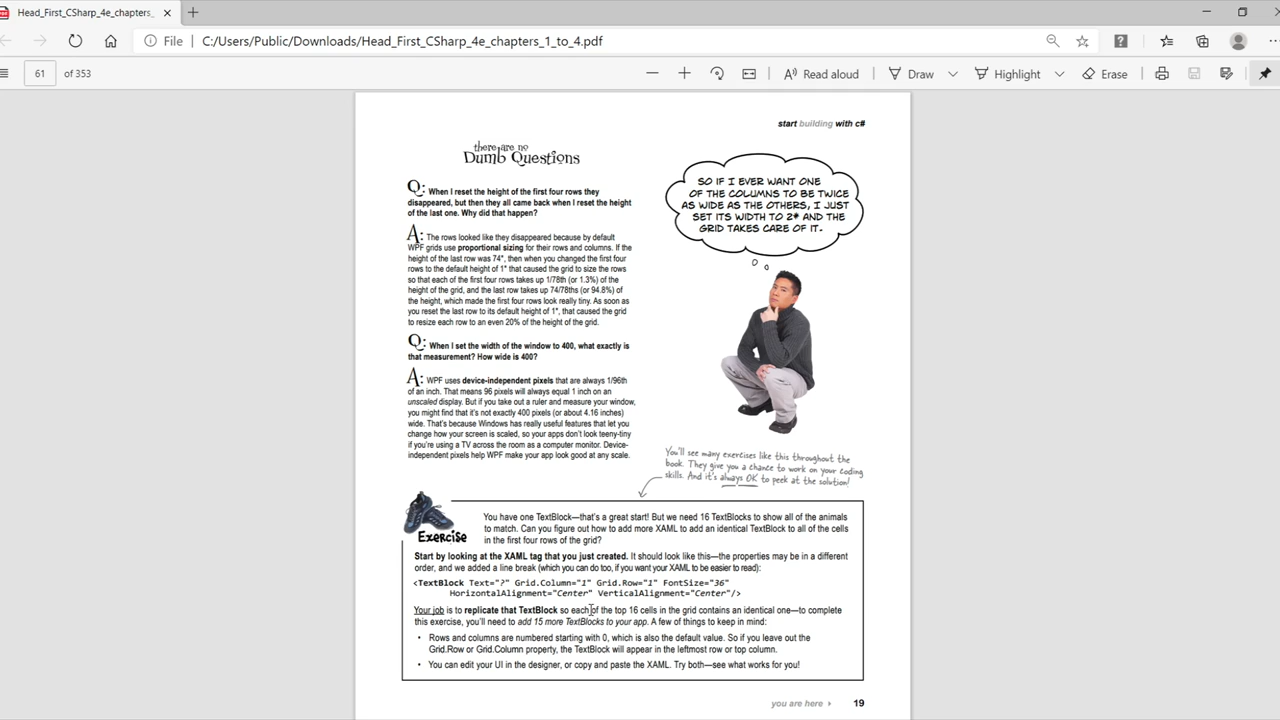 Head_First_CSharp_4e_chapters_
File
C:/Users/Public/Downloads/Head_First_CSharp_4e_chapters_1_to_4.pdf
61 of 353
Read aloud
Draw
Highlight
Erase
start building with c#
there are no
Dumb Questions
Q: When I reset the height of the first four rows they
disappeared, but then they all came back when I reset the height
of the last one. Why did that happen?
A: The rows looked like they disappeared because by default
WPF grids use proportional sizing for their rows and columns. If the
height of the last row was 74*, then when you changed the first four
rows to the default height of 1* that caused the grid to size the rows
so that each of the first four rows takes up 1/78th (or 1.3%) of the
height of the grid, and the last row takes up 74/78ths (or 94.8%) of
the height, which made the first four rows look really tiny. As soon as
you reset the last row to its default height of 1*, that caused the grid
to resize each row to an even 20% of the height of the grid.
Q: When I set the width of the window to 400, what exactly is
that measurement? How wide is 400?
A: WPF uses device-independent pixels that are always 1/96th
of an inch. That means 96 pixels will always equal 1 inch on an
unscaled display. But if you take out a ruler and measure your window,
you might find that it's not exactly 400 pixels (or about 4.16 inches)
wide. That's because Windows has really useful features that let you
change how your screen is scaled, so your apps don't look teeny-tiny
if you're using a TV across the room as a computer monitor. Device-
independent pixels help WPF make your app look good at any scale.
SO IF I EVER WANT ONE
OF THE COLUMNS TO BE TWICE
AS WIDE AS THE OTHERS, I JUST
SET ITS WIDTH TO 2* AND THE
GRID TAKES CARE OF IT.
You'll see many exercises like this throughout the
book. They give you a chance to work on your coding
skills. And it's always OK to peek at the solution!
Exercise
You have one TextBlock—that's a great start! But we need 16 TextBlocks to show all of the animals
to match. Can you figure out how to add more XAML to add an identical TextBlock to all of the cells
in the first four rows of the grid?
Start by looking at the XAML tag that you just created. It should look like this—the properties may be in a different
order, and we added a line break (which you can do too, if you want your XAML to be easier to read):
<TextBlock Text="?" Grid.Column="1" Grid.Row="1" FontSize="36"
HorizontalAlignment="Center" VerticalAlignment="Center"/>
Your job is to replicate that TextBlock so each of the top 16 cells in the grid contains an identical one—to complete
this exercise, you'll need to add 15 more TextBlocks to your app. A few of things to keep in mind:
• Rows and columns are numbered starting with 0, which is also the default value. So if you leave out the
Grid.Row or Grid.Column property, the TextBlock will appear in the leftmost row or top column.
• You can edit your UI in the designer, or copy and paste the XAML. Try both—see what works for you!
you are here ▸ 19